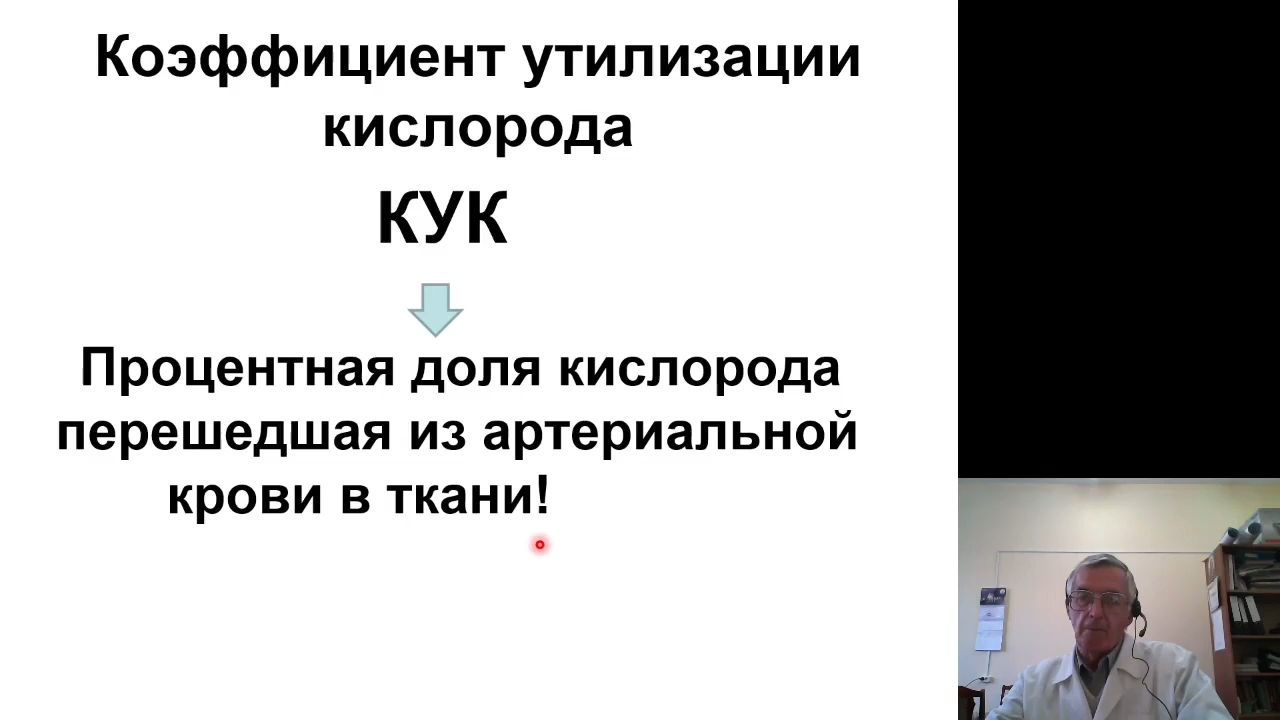 Коэффициент утилизации
кислорода
КУК
Процентная доля кислорода
перешедшая из артериальной
крови в ткани!